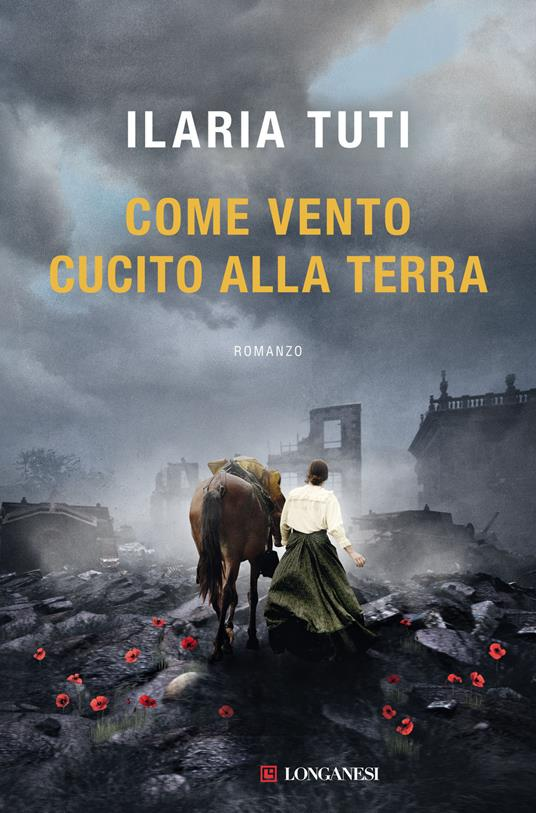 ILARIA TUTI
COME VENTO
CUCITO ALLA TERRA
ROMANZO
LONGANESI